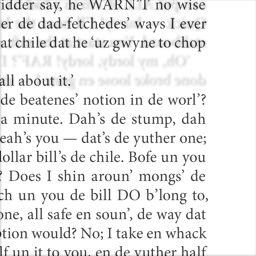 idder say, he WARN'T no wise
er de dad-fetchedes' ways I ever
at chile dat he 'uz gwyne to chop
all about it.'
de beatenes' notion in de worl'?
a minute. Dah's de stump, dah
eah's you — dat's de yuther one;
ollar bill's de chile. Bofe un you
? Does I shin aroun' mongs' de
ch un you de bill DO b'long to,
one, all safe en soun', de way dat
tion would? No; I take en whack
lf un it to you, en de yuther half